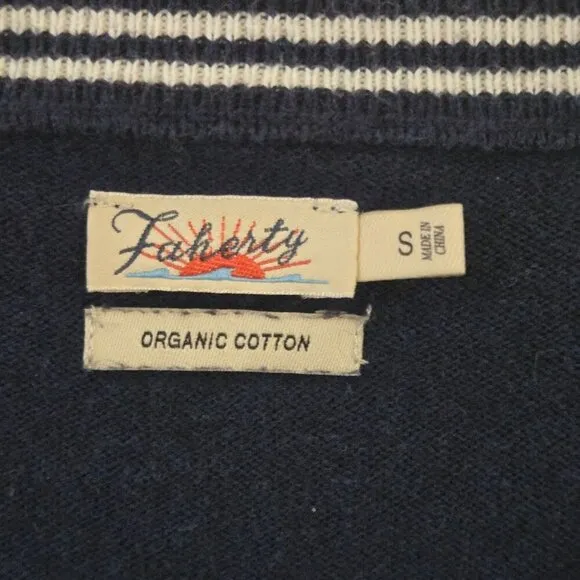 Faherty
S
MADE IN
CHINA
ORGANIC COTTON